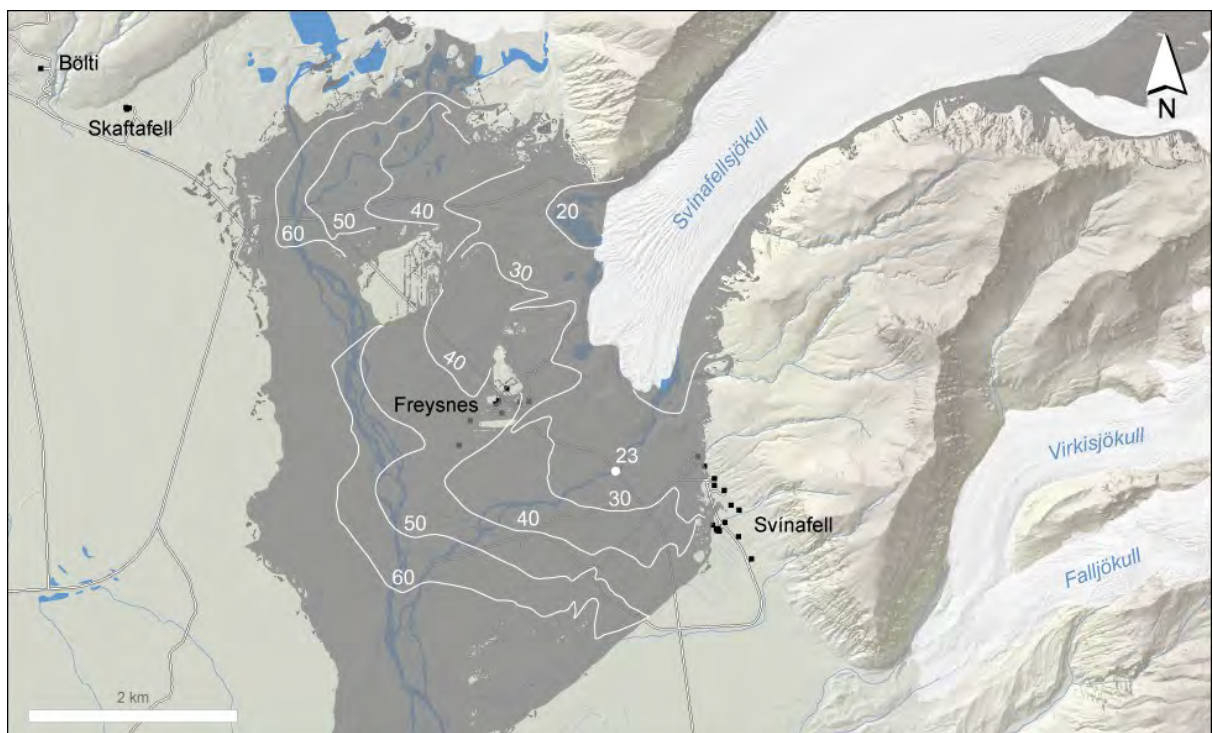 Bölti
Skaftafell
N
Svínafellsjökull
20
40
50
60
30
40
Freysnes
23
30
40
50
60
Svínafell
Virkisjökull
Falljökull
2 km